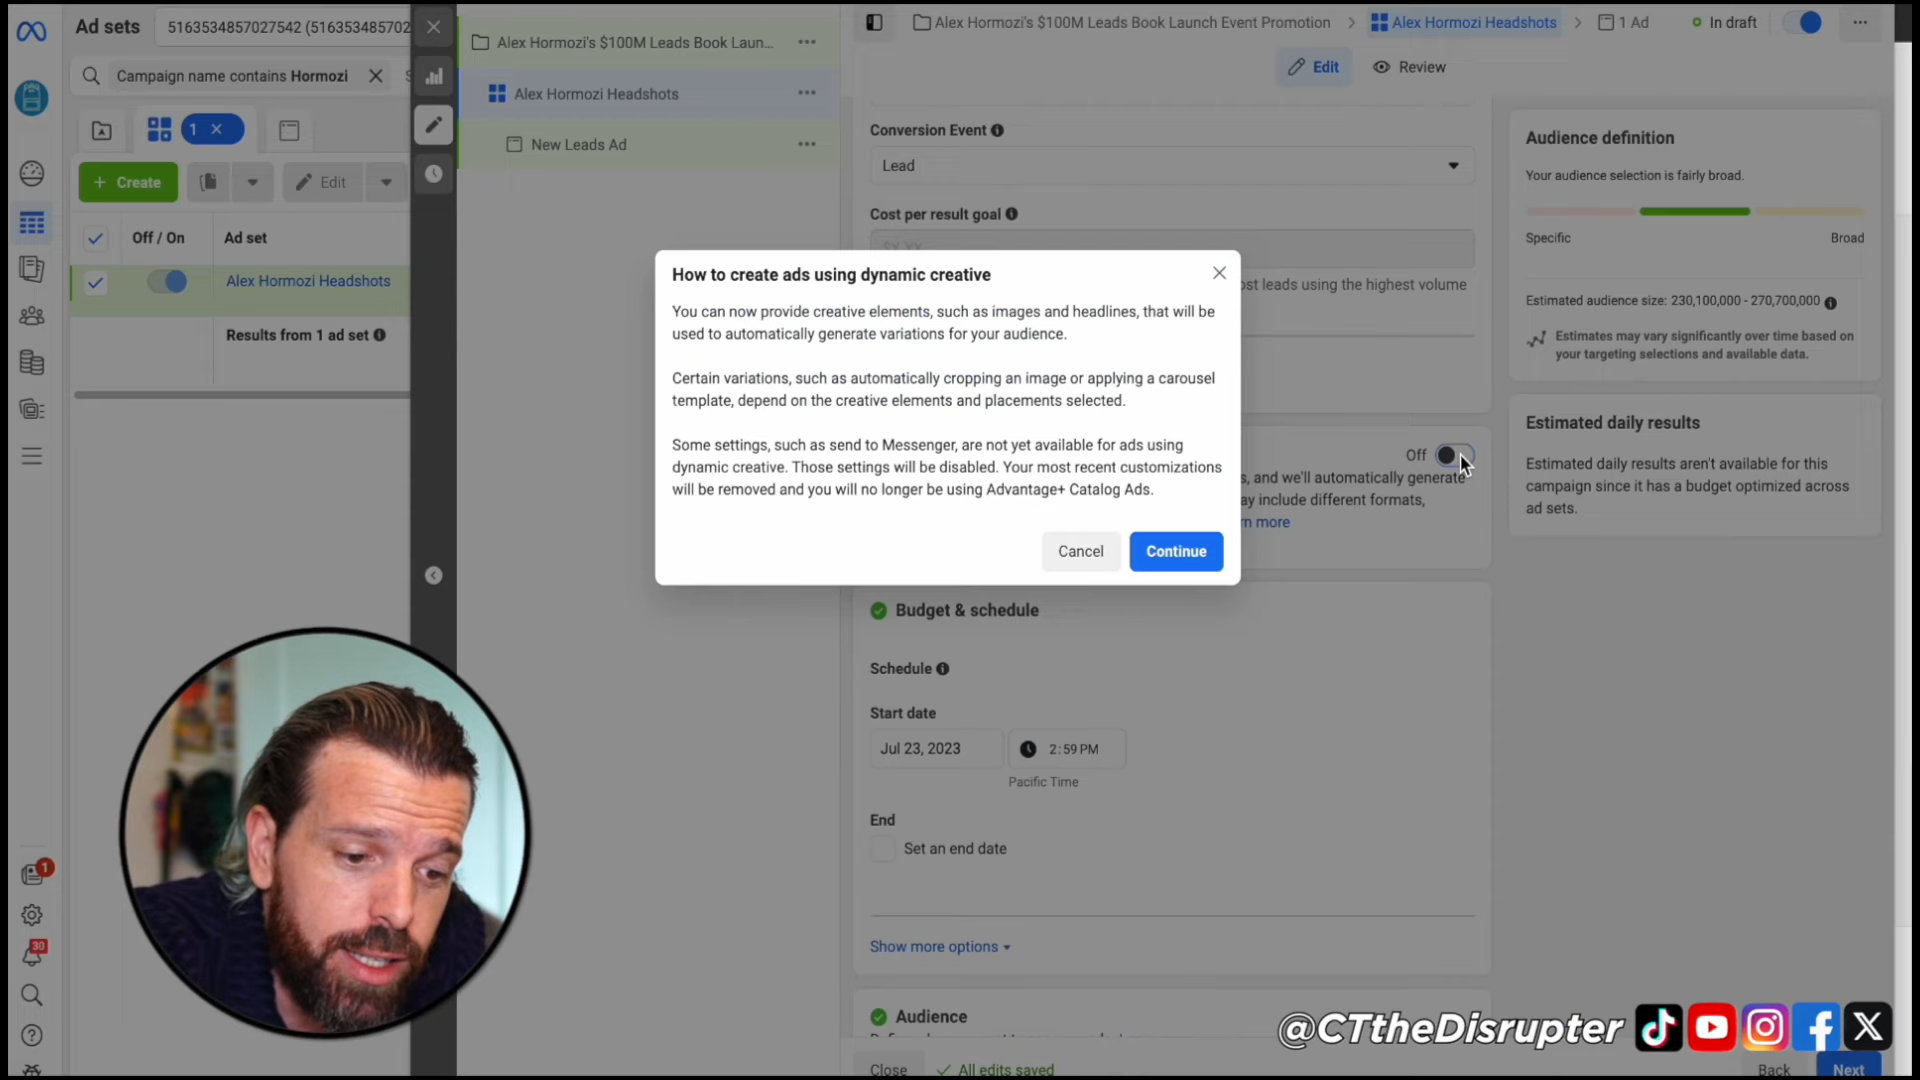 Ad sets
5163534857027542 (516353485702
Campaign name contains Hormozi
1
Create
Edit
Off / On
Ad set
Alex Hormozi Headshots
Results from 1 ad set
1
30
Alex Hormozi's $100M Leads Book Laun...
Alex Hormozi Headshots
New Leads Ad
Alex Hormozi's $100M Leads Book Launch Event Promotion
Alex Hormozi Headshots
1 Ad
In draft
Edit
Review
Conversion Event
Lead
Cost per result goal
ost leads using the highest volume
How to create ads using dynamic creative
You can now provide creative elements, such as images and headlines, that will be
used to automatically generate variations for your audience.
Certain variations, such as automatically cropping an image or applying a carousel
template, depend on the creative elements and placements selected.
Some settings, such as send to Messenger, are not yet available for ads using
dynamic creative. Those settings will be disabled. Your most recent customizations
will be removed and you will no longer be using Advantage+ Catalog Ads.
Cancel
Continue
Off
s, and we'll automatically generate
ay include different formats,
rn more
Budget & schedule
Schedule
Start date
Jul 23, 2023
2:59 PM
Pacific Time
End
Set an end date
Show more options
Audience
Close
All edits saved
Back
Next
Audience definition
Your audience selection is fairly broad.
Specific
Broad
Estimated audience size: 230,100,000 - 270,700,000
Estimates may vary significantly over time based on
your targeting selections and available data.
Estimated daily results
Estimated daily results aren't available for this
campaign since it has a budget optimized across
ad sets.
@CTtheDisrupter